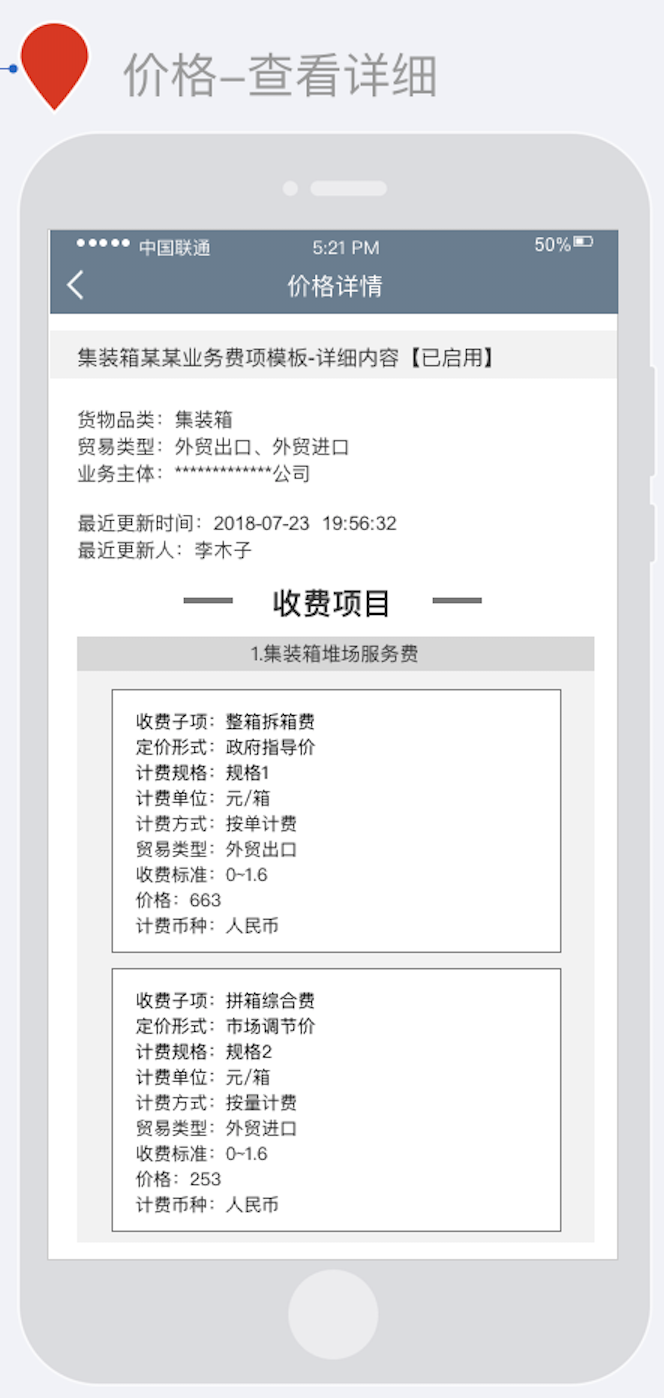 价格–查看详细
中国联通 5:21 PM 50%
价格详情
集装箱某某业务费项模板-详细内容【已启用】
货物品类：集装箱
贸易类型：外贸出口、外贸进口
业务主体：*************公司
最近更新时间：2018-07-23 19:56:32
最近更新人：李木子
收费项目
1.集装箱堆场服务费
收费子项：整箱拆箱费
定价形式：政府指导价
计费规格：规格1
计费单位：元/箱
计费方式：按单计费
贸易类型：外贸出口
收费标准：0~1.6
价格：663
计费币种：人民币
收费子项：拼箱综合费
定价形式：市场调节价
计费规格：规格2
计费单位：元/箱
计费方式：按量计费
贸易类型：外贸进口
收费标准：0~1.6
价格：253
计费币种：人民币